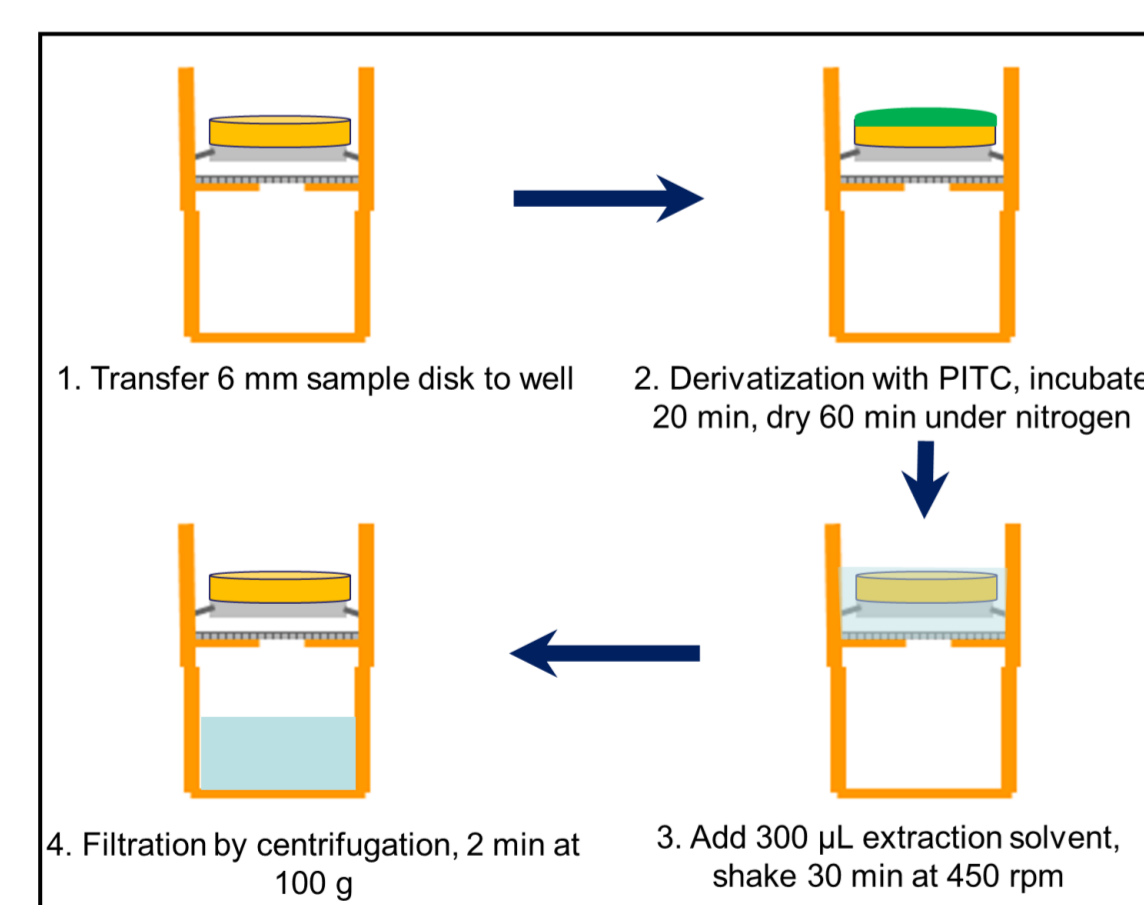 1. Transfer 6 mm sample disk to well
2. Derivatization with PITC, incubate
20 min, dry 60 min under nitrogen
3. Add 300 µL extraction solvent,
shake 30 min at 450 rpm
4. Filtration by centrifugation, 2 min at
100 g